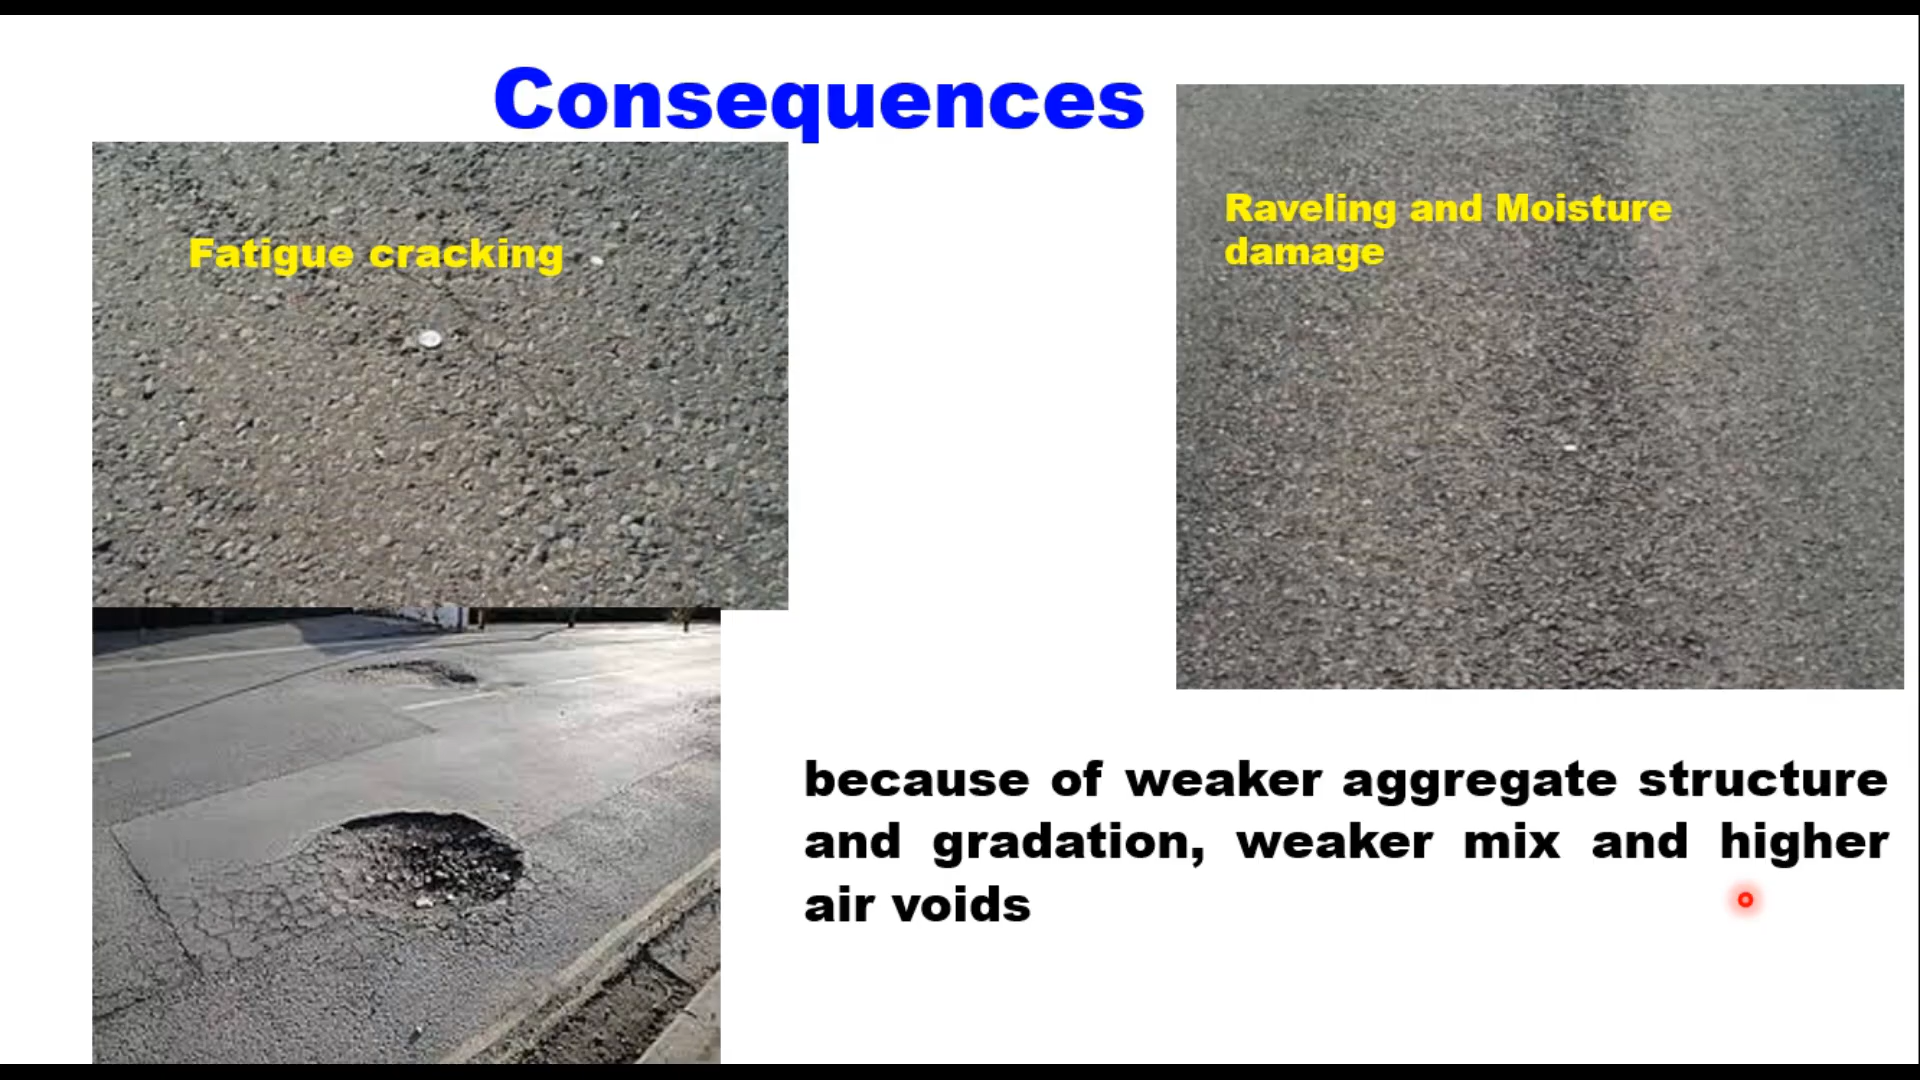 Consequences
Fatigue cracking
Raveling and Moisture
damage
because of weaker aggregate structure
and gradation, weaker mix and higher
air voids